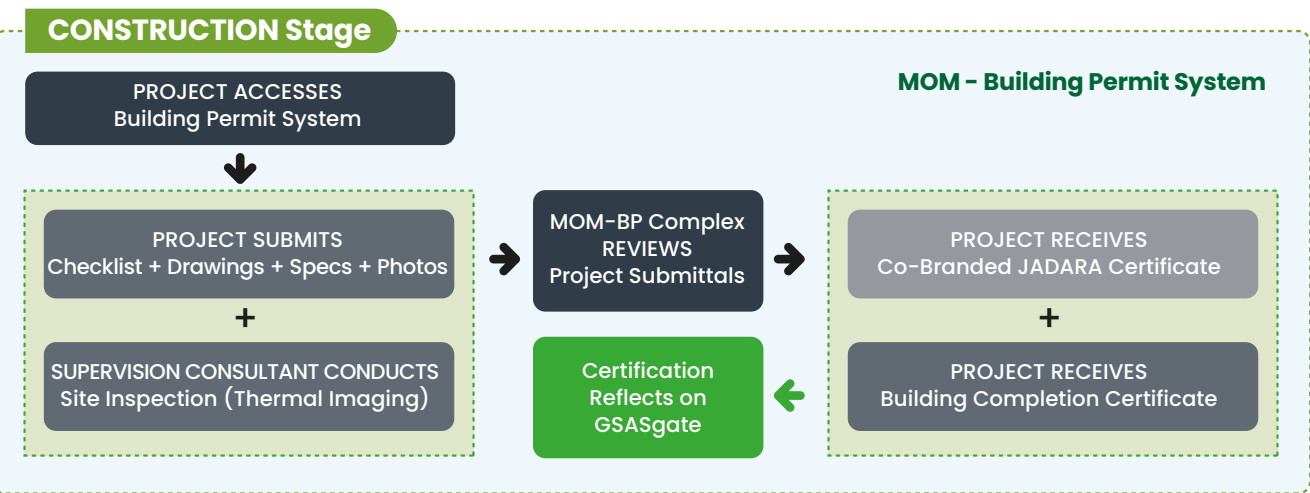 CONSTRUCTION Stage
MOM - Building Permit System
PROJECT ACCESSES
Building Permit System
PROJECT SUBMITS
Checklist + Drawings + Specs + Photos
+
SUPERVISION CONSULTANT CONDUCTS
Site Inspection (Thermal Imaging)
MOM-BP Complex
REVIEWS
Project Submittals
PROJECT RECEIVES
Co-Branded JADARA Certificate
+
PROJECT RECEIVES
Building Completion Certificate
Certification
Reflects on
GSASgate